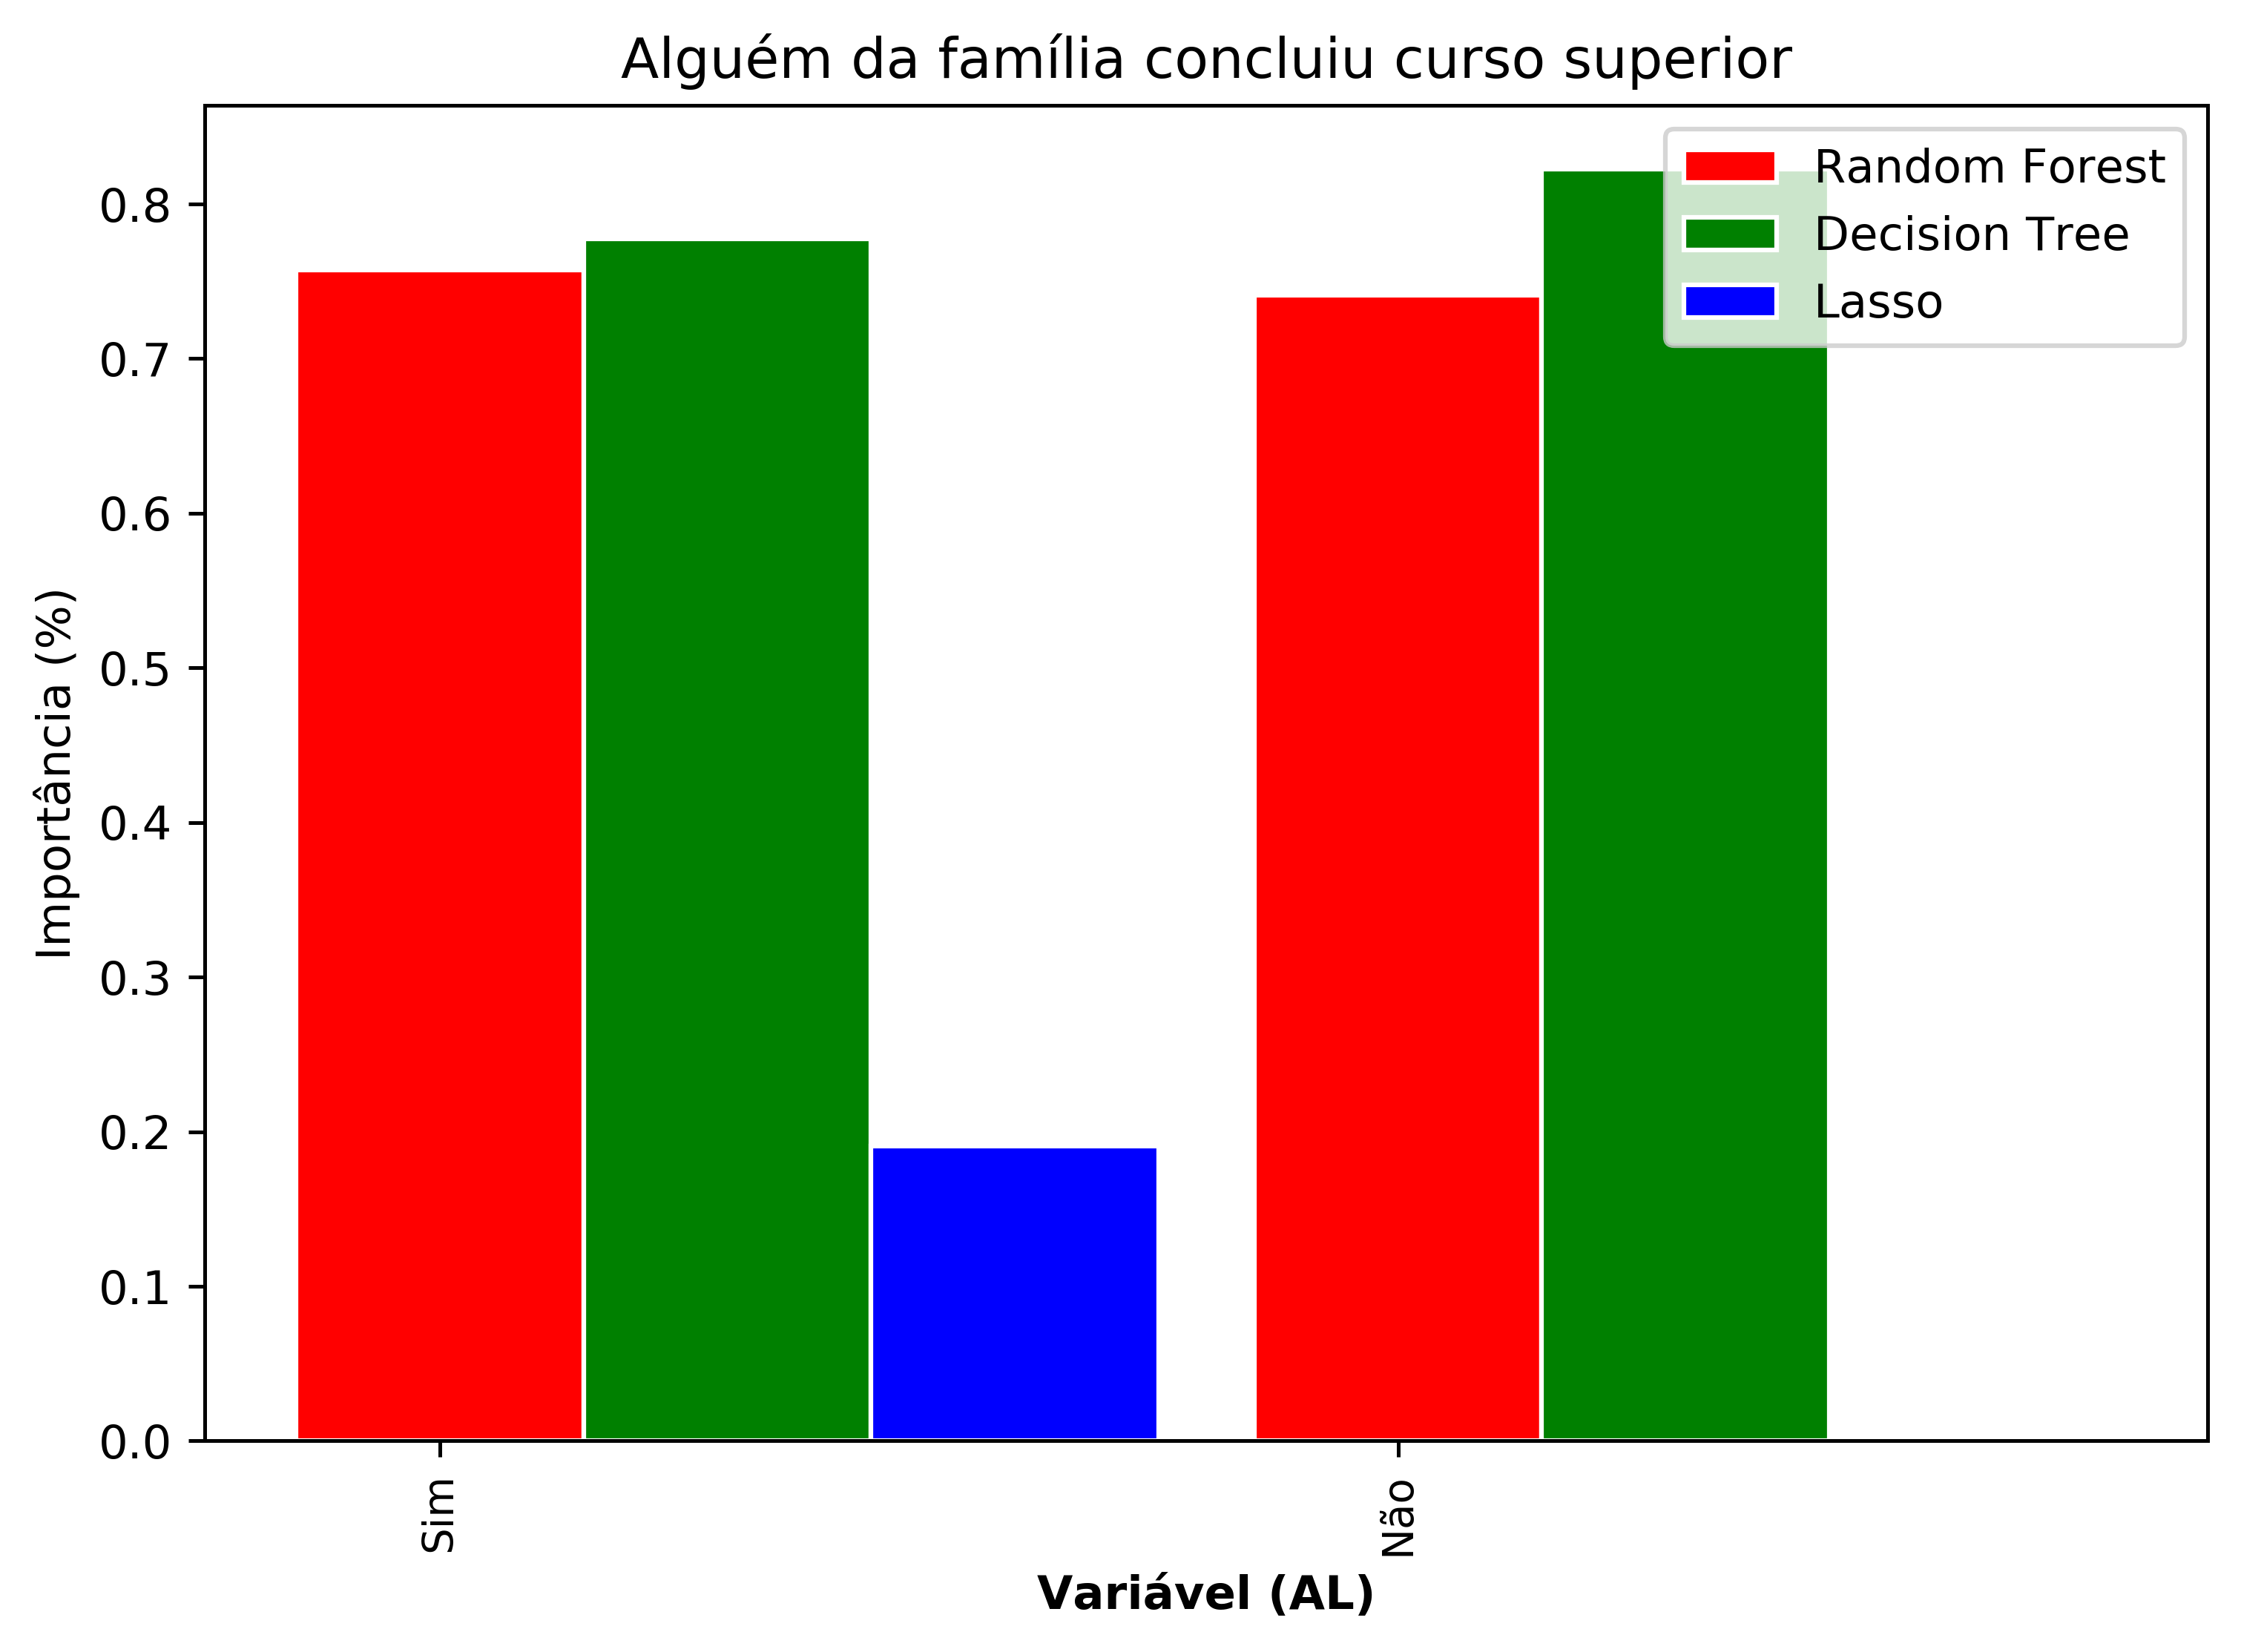 Alguém da família concluiu curso superior
Random Forest
Decision Tree
Lasso
Importância (%)
0.8
0.7
0.6
0.5
0.4
0.3
0.2
0.1
0.0
Sim
Não
Variável (AL)